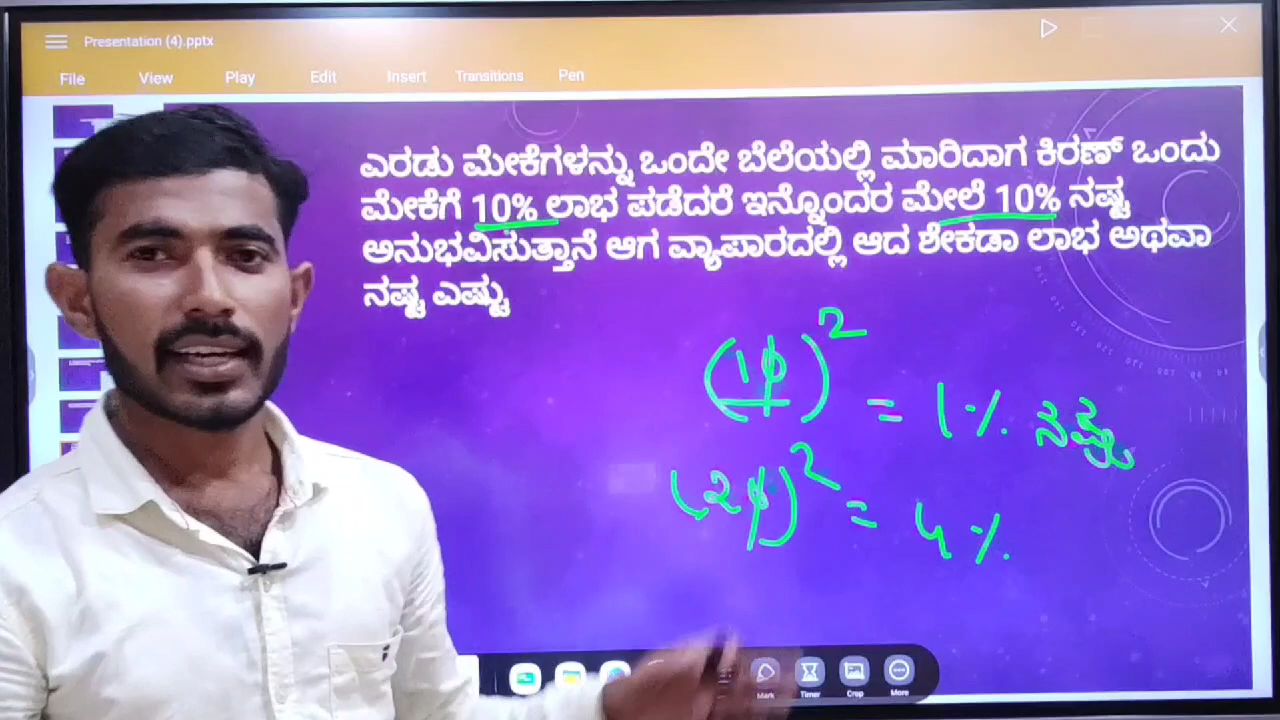 Presentation (4).pptx
File View Play Edit Insert Transitions Pen
ಎರಡು ಮೇಕೆಗಳನ್ನು ಒಂದೇ ಬೆಲೆಯಲ್ಲಿ ಮಾರಿದಾಗ ಕಿರಣ್ ಒಂದು
ಮೇಕೆಗೆ 10% ಲಾಭ ಪಡೆದರೆ ಇನ್ನೊಂದರ ಮೇಲೆ 10% ನಷ್ಟ
ಅನುಭವಿಸುತ್ತಾನೆ ಆಗ ವ್ಯಾಪಾರದಲ್ಲಿ ಆದ ಶೇಕಡಾ ಲಾಭ ಅಥವಾ
ನಷ್ಟ ಎಷ್ಟು
(10)² = 1% ನಷ್ಟ
(20)² = 4%
Mark Timer Crop More